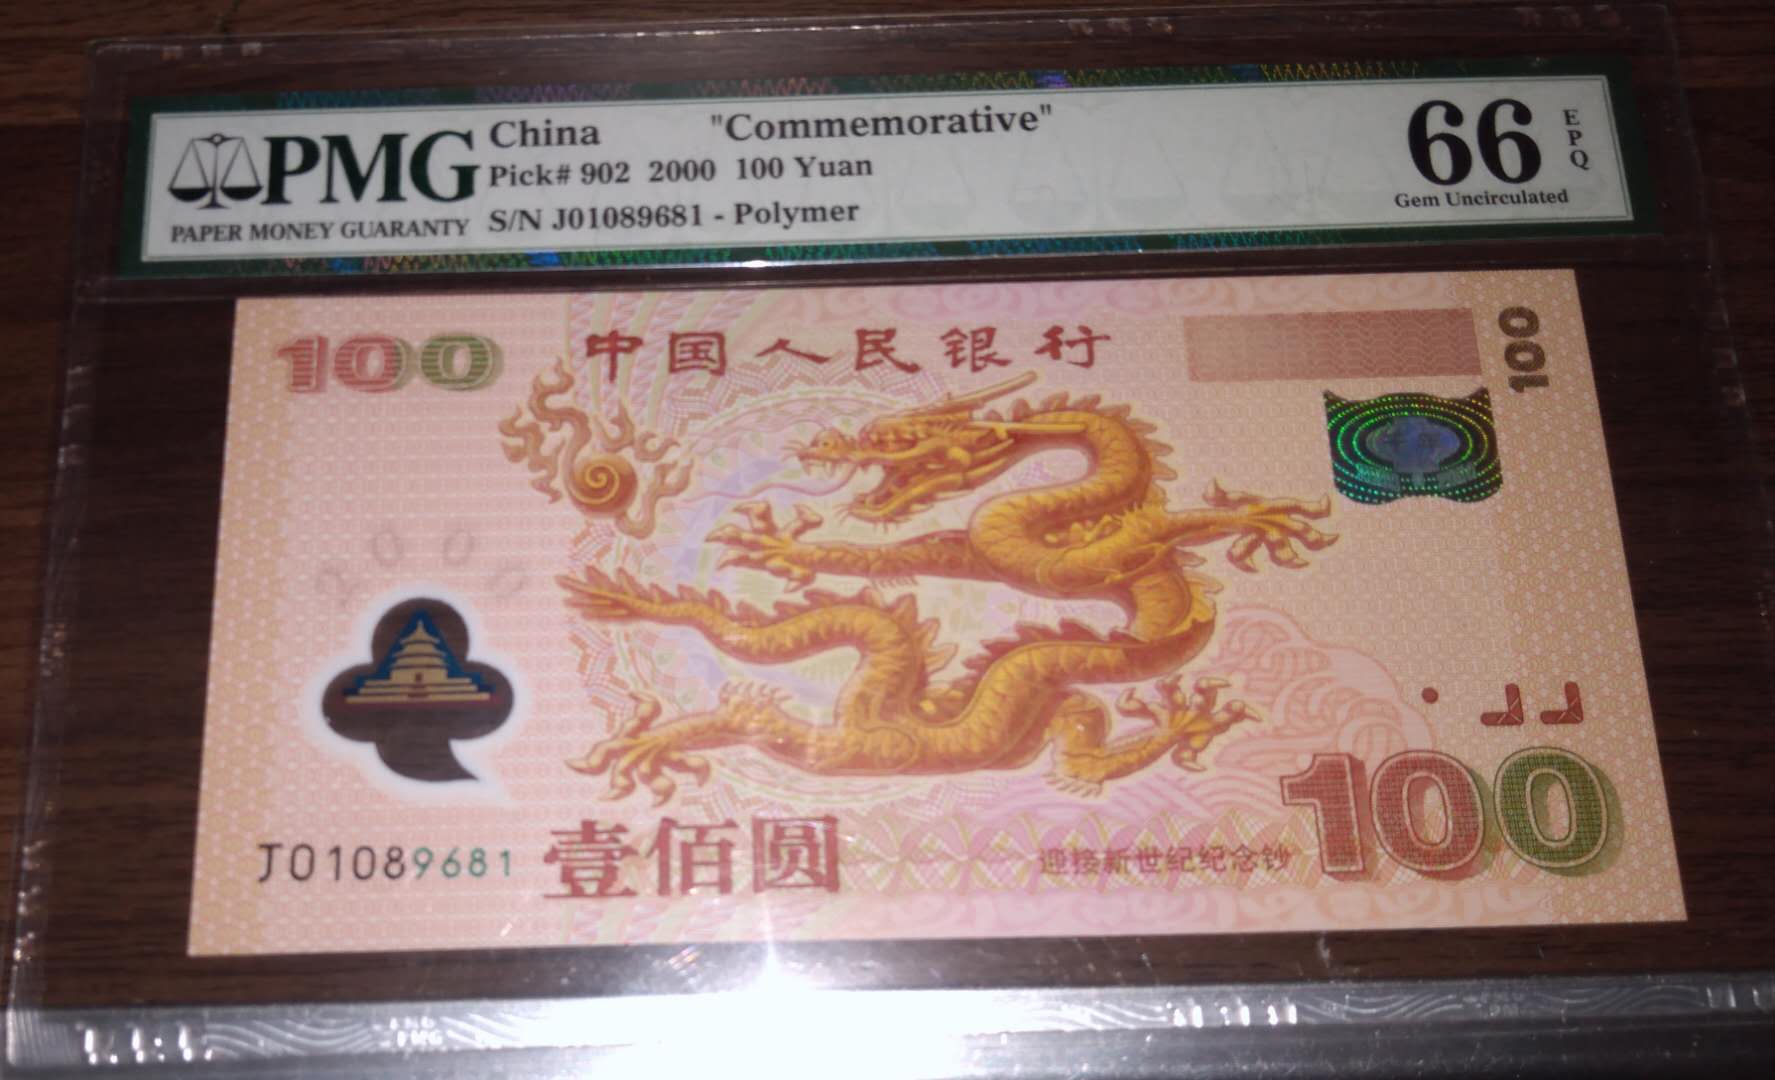 PMG
PAPER MONEY GUARANTY
China "Commemorative"
Pick# 902 2000 100 Yuan
S/N J01089681 - Polymer
66
EPQ
Gem Uncirculated
100
中国人民银行
100
2000
J01089681
壹佰圆
迎接新世纪纪念钞
100
PMG